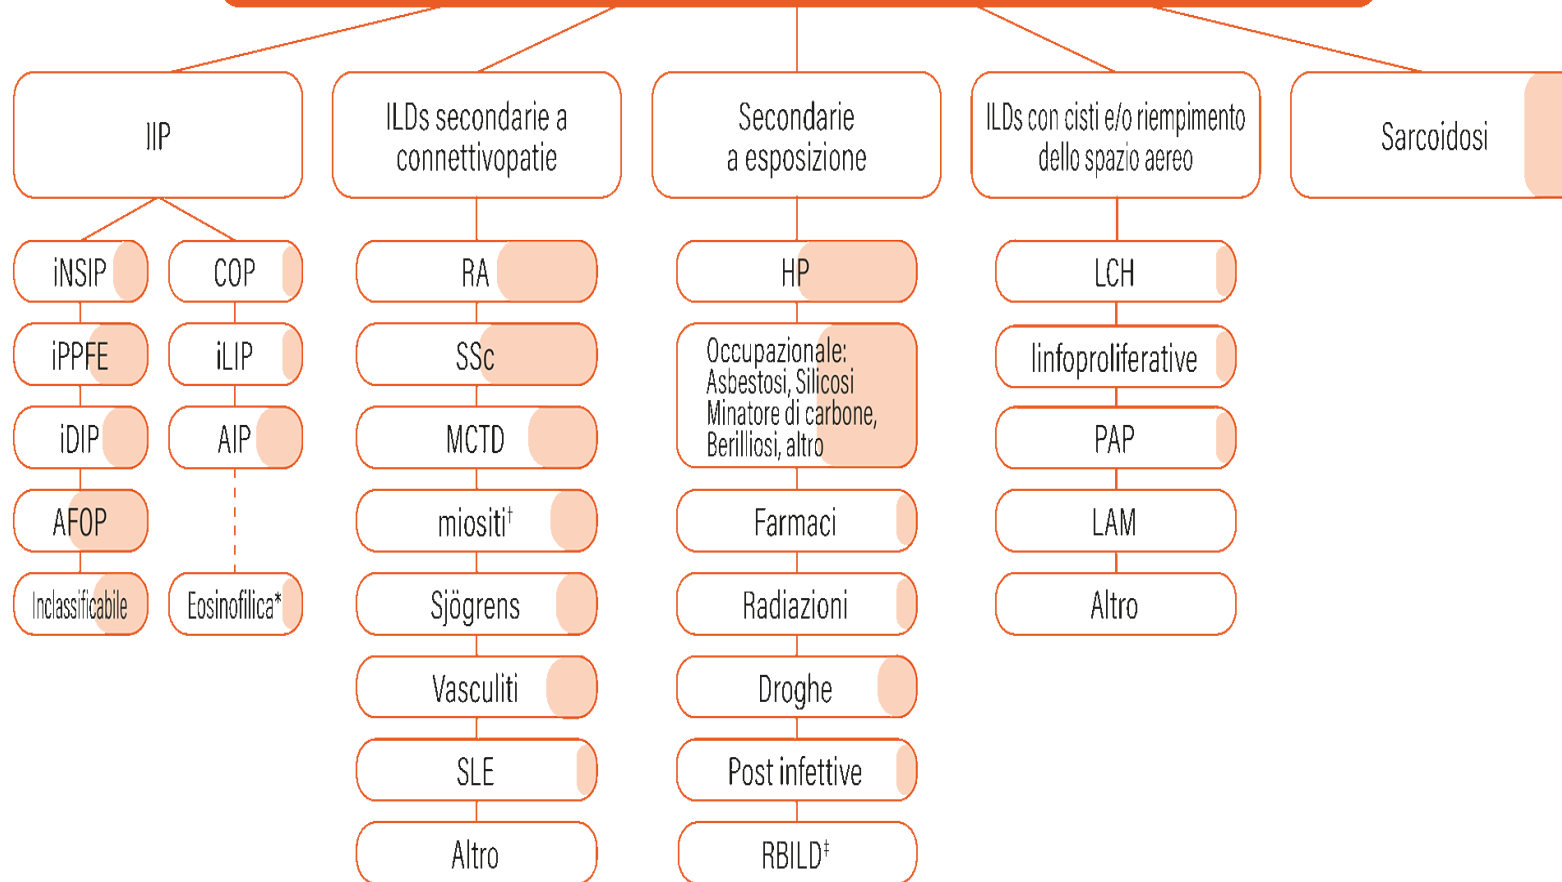 IIP
ILDs secondarie a
connettivopatie
Secondarie
a esposizione
ILDs con cisti e/o riempimento
dello spazio aereo
Sarcoidosi
iNSIP
iPPFE
iDIP
AFOP
Inclassificabile
COP
iLIP
AIP
Eosinofilica*
RA
SSc
MCTD
miositi†
Sjögrens
Vasculiti
SLE
Altro
HP
Occupazionale:
Asbestosi, Silicosi
Minatore di carbone,
Berilliosi, altro
Farmaci
Radiazioni
Droghe
Post infettive
RBILD‡
LCH
linfoproliferative
PAP
LAM
Altro